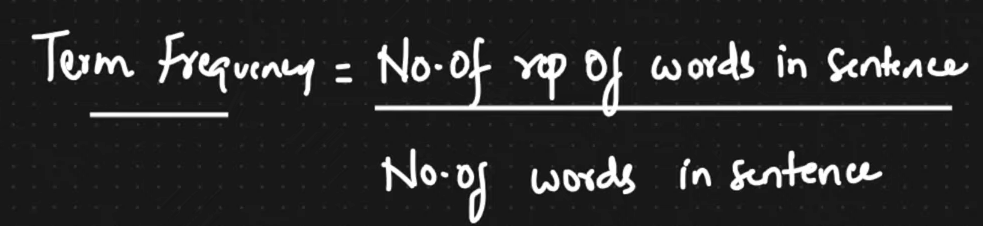 Term Frequency = No. of rep of words in sentence
No. of words in sentence